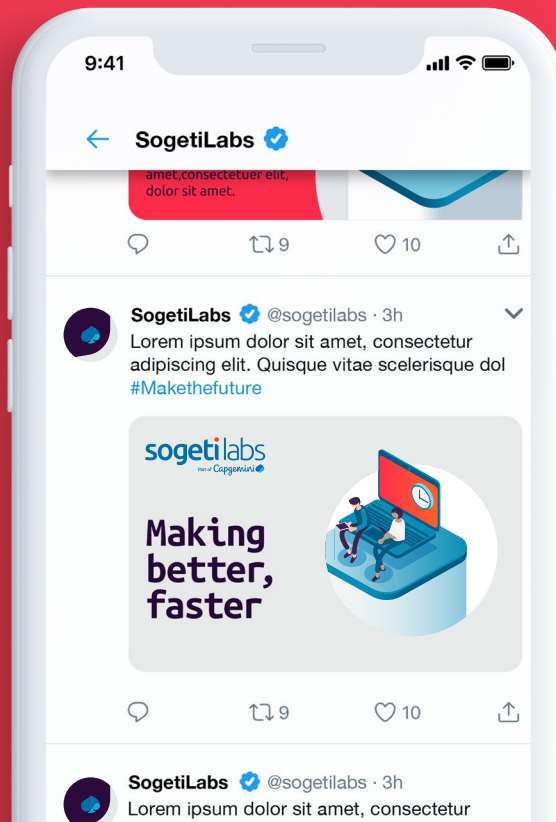 9:41
SogetiLabs
amet,consectetuer elit,
dolor sit amet.
9
10
SogetiLabs @sogetilabs · 3h
Lorem ipsum dolor sit amet, consectetur
adipiscing elit. Quisque vitae scelerisque dol
#Makethefuture
sogetilabs
Part of Capgemini
Making
better,
faster
9
10
SogetiLabs @sogetilabs · 3h
Lorem ipsum dolor sit amet, consectetur